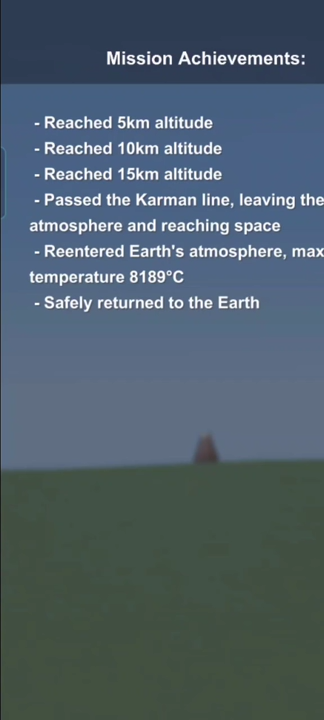 Mission Achievements:
- Reached 5km altitude
- Reached 10km altitude
- Reached 15km altitude
- Passed the Karman line, leaving the
atmosphere and reaching space
- Reentered Earth's atmosphere, max
temperature 8189°C
- Safely returned to the Earth